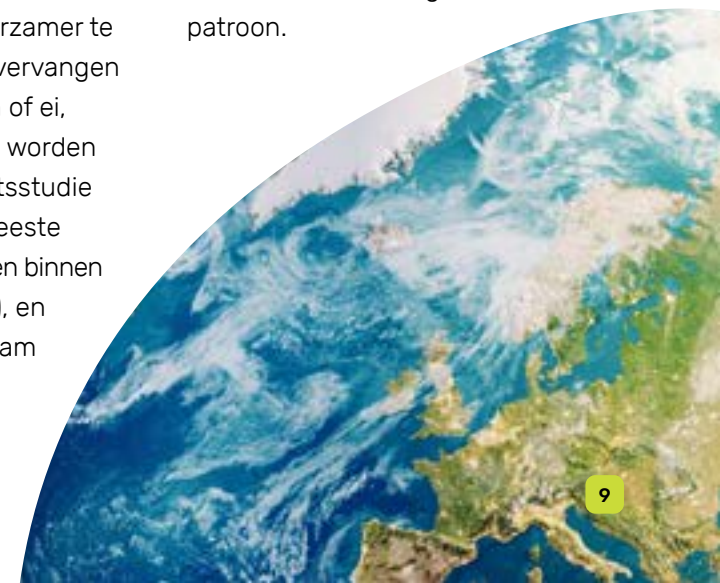 rzamer te
vervangen
of ei,
worden
tsstudie
eeste
en binnen
, en
am
patroon.
9